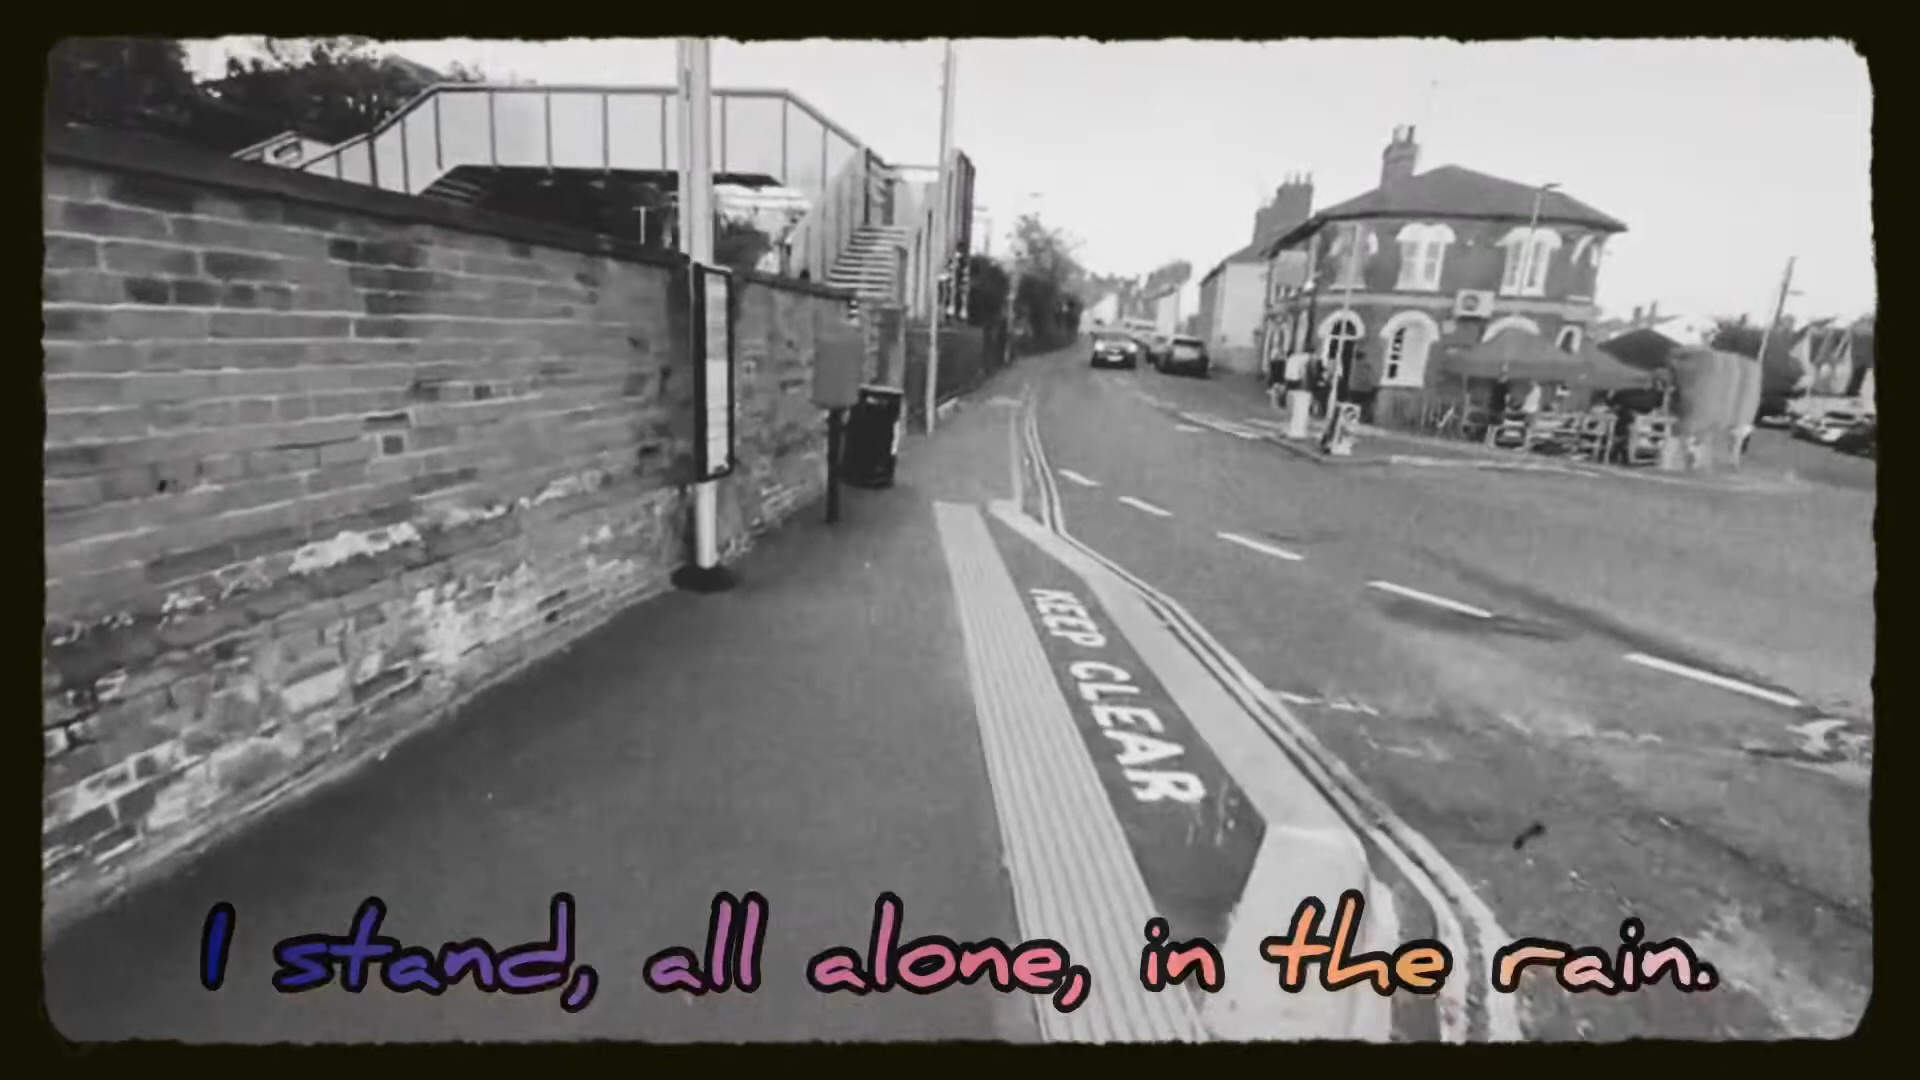 KEEP CLEAR
I stand, all alone, in the rain.